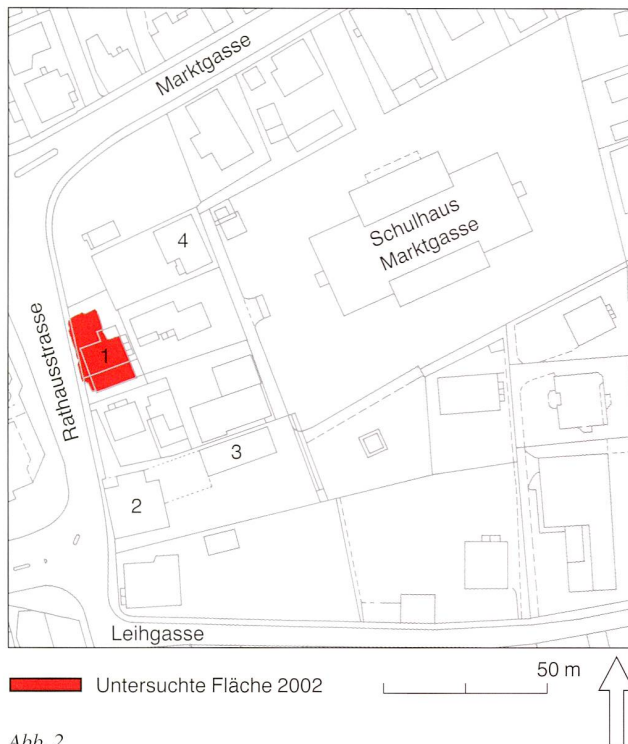 Marktgasse
4
Schulhaus
Marktgasse
Rathausstrasse
1
3
2
Leihgasse
Untersuchte Fläche 2002
50 m
Abb. 2